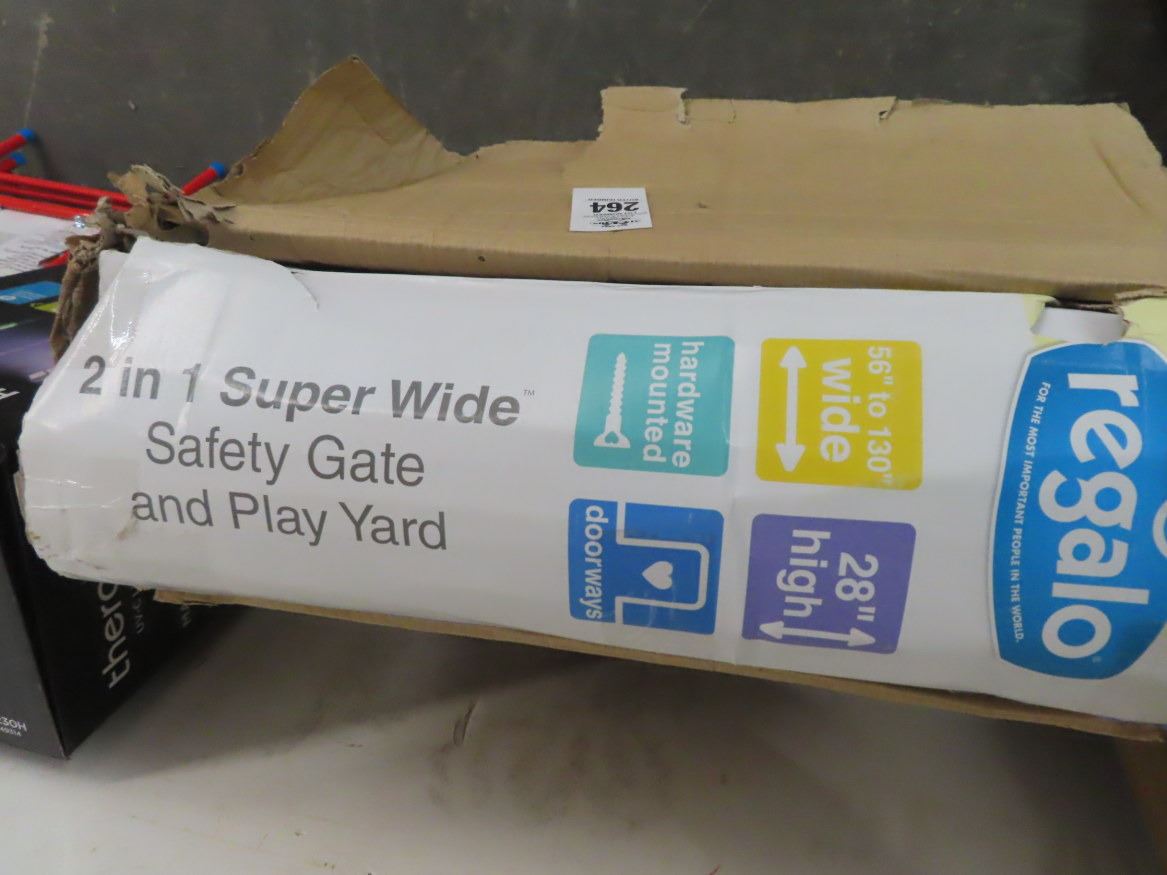 2 in 1 Super Wide™
Safety Gate
and Play Yard
hardware
mounted
56" to 130"
wide
doorways
28"
high
regalo®
FOR THE MOST IMPORTANT PEOPLE IN THE WORLD.
264